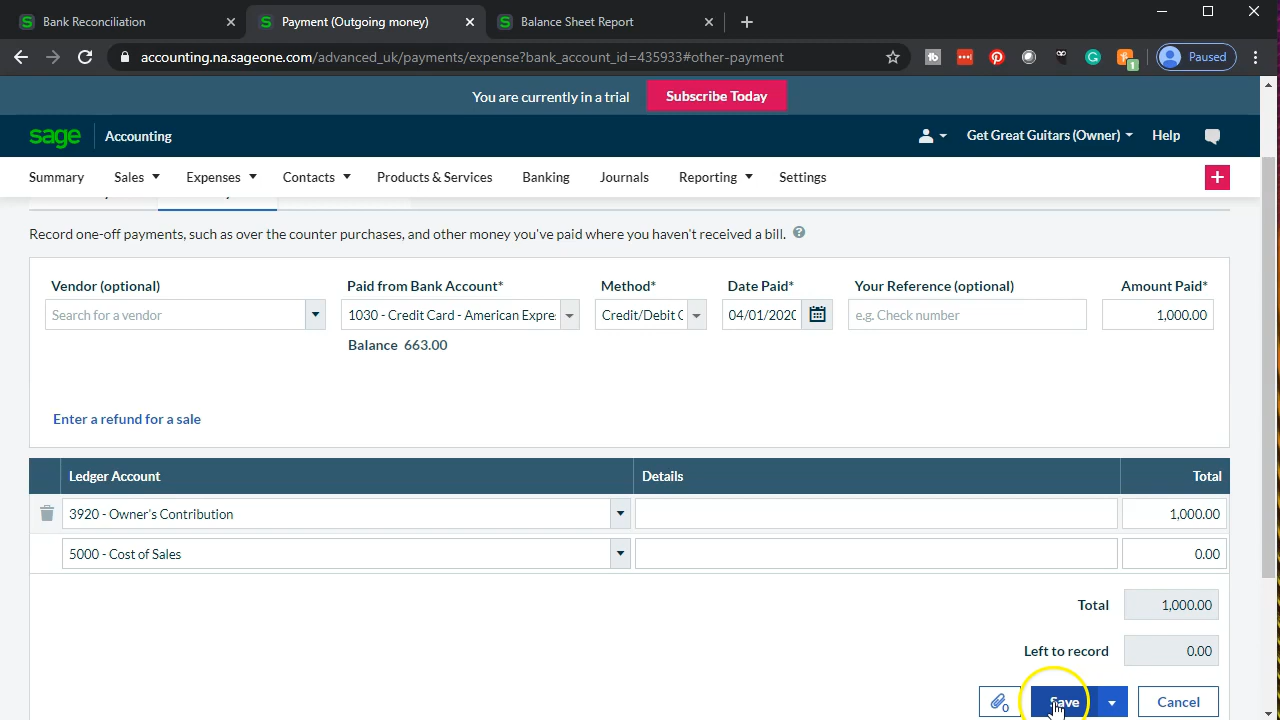 Bank Reconciliation
Payment (Outgoing money)
Balance Sheet Report
accounting.na.sageone.com/advanced_uk/payments/expense?bank_account_id=435933#other-payment
Paused
You are currently in a trial
Subscribe Today
sage
Accounting
Get Great Guitars (Owner)
Help
Summary
Sales
Expenses
Contacts
Products & Services
Banking
Journals
Reporting
Settings
Record one-off payments, such as over the counter purchases, and other money you've paid where you haven't received a bill.
Vendor (optional)
Paid from Bank Account*
Method*
Date Paid*
Your Reference (optional)
Amount Paid*
Search for a vendor
1030 - Credit Card - American Expre
Credit/Debit C
04/01/2020
e.g. Check number
1,000.00
Balance 663.00
Enter a refund for a sale
Ledger Account
Details
Total
3920 - Owner's Contribution
1,000.00
5000 - Cost of Sales
0.00
Total
1,000.00
Left to record
0.00
0
Save
Cancel